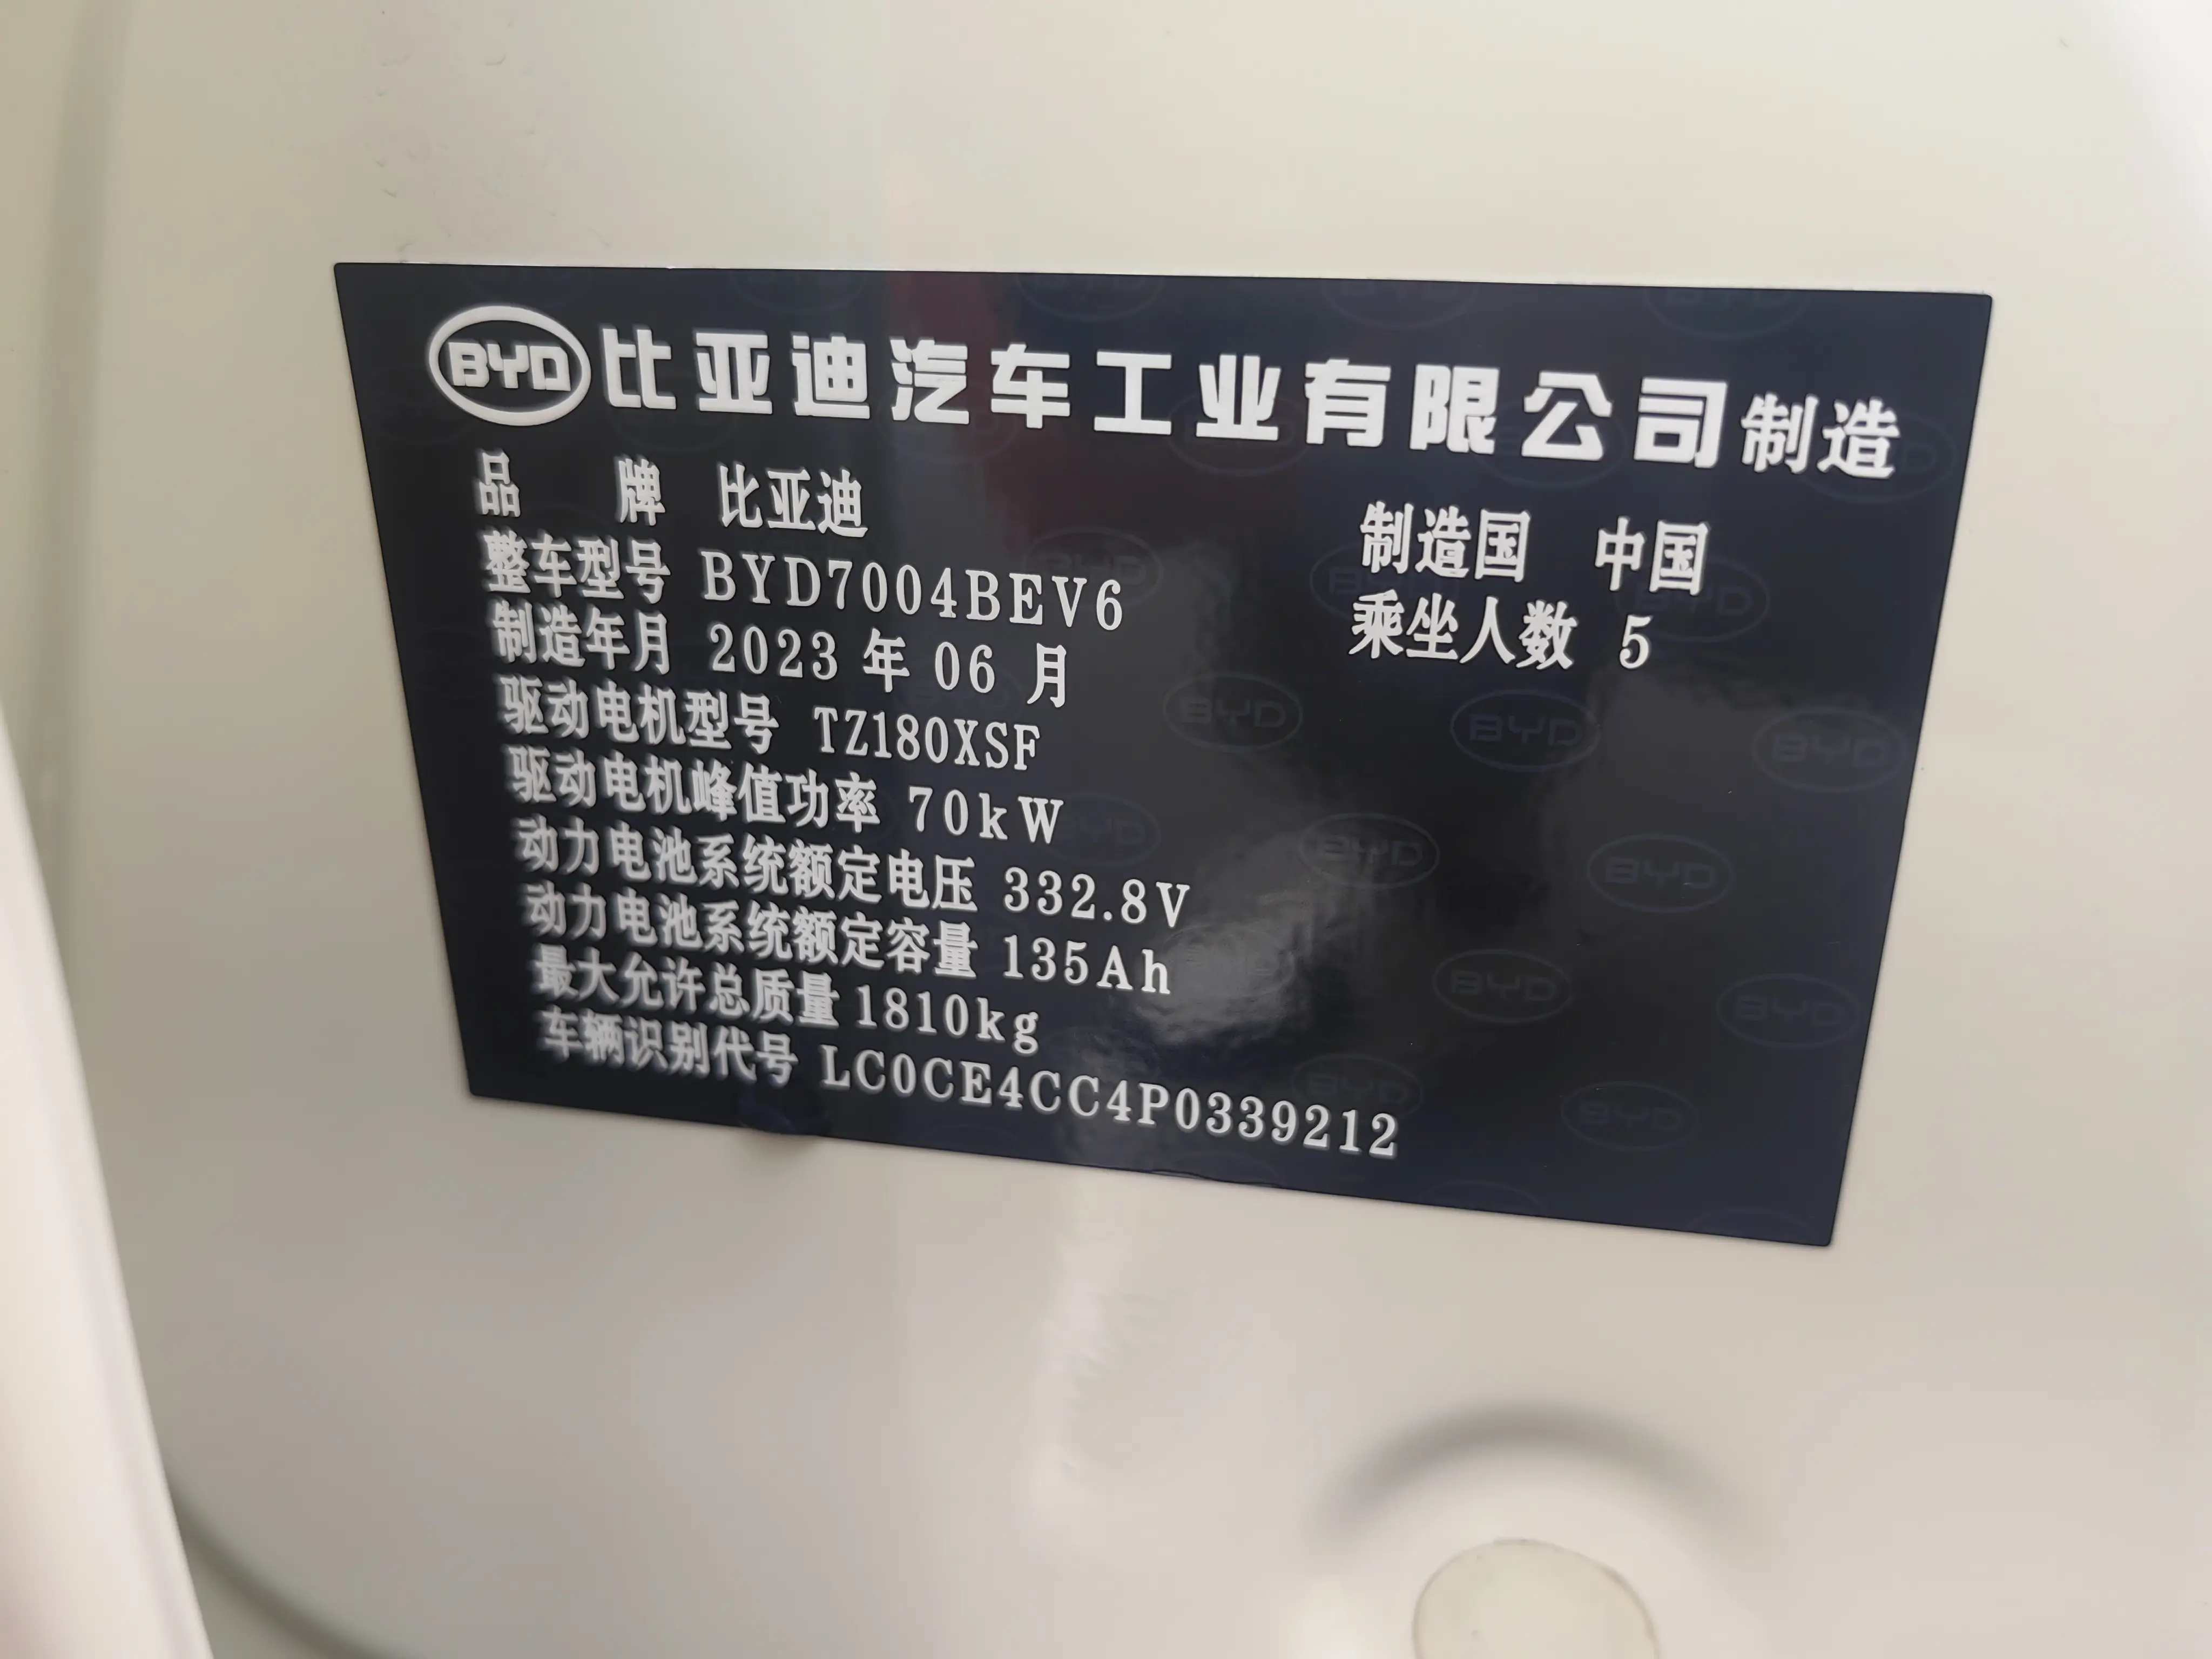 BYD 比亚迪汽车工业有限公司制造
品 牌 比亚迪 制造国 中国
整车型号 BYD7004BEV6 乘坐人数 5
制造年月 2023 年 06 月
驱动电机型号 TZ180XSF
驱动电机峰值功率 70kW
动力电池系统额定电压 332.8V
动力电池系统额定容量 135Ah
最大允许总质量 1810kg
车辆识别代号 LC0CE4CC4P0339212